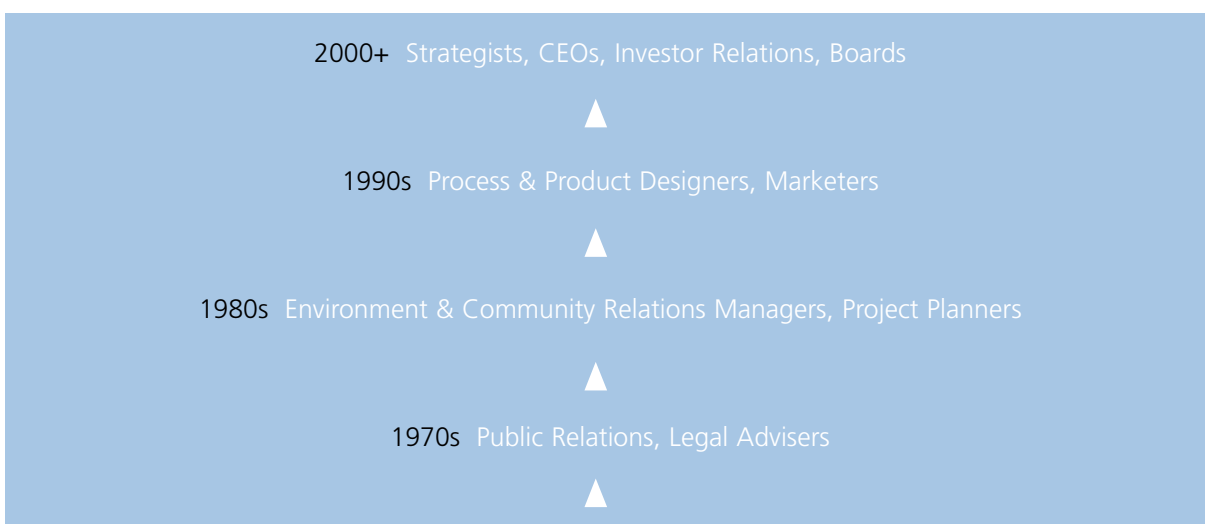 2000+ Strategists, CEOs, Investor Relations, Boards
1990s Process & Product Designers, Marketers
1980s Environment & Community Relations Managers, Project Planners
1970s Public Relations, Legal Advisers